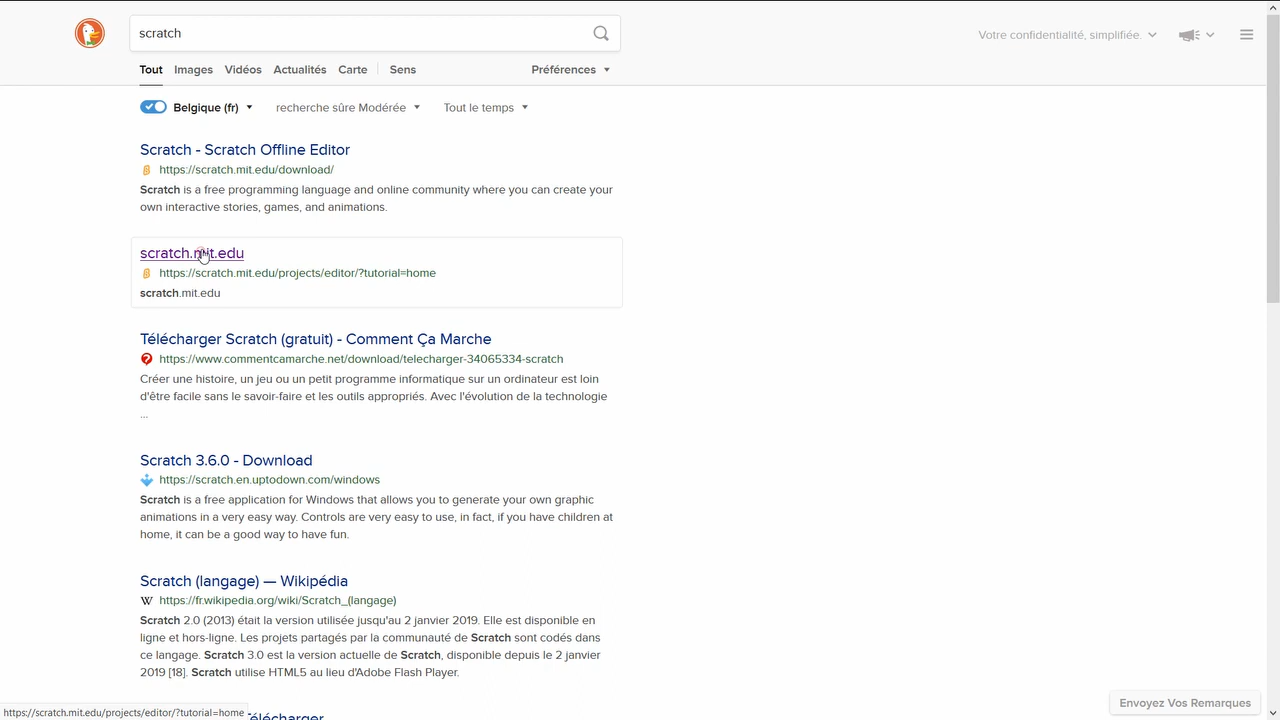 scratch
Votre confidentialité, simplifiée.
Tout Images Vidéos Actualités Carte Sens Préférences
Belgique (fr) recherche sûre Modérée Tout le temps
Scratch - Scratch Offline Editor
https://scratch.mit.edu/download/
Scratch is a free programming language and online community where you can create your
own interactive stories, games, and animations.
scratch.mit.edu
https://scratch.mit.edu/projects/editor/?tutorial=home
scratch.mit.edu
Télécharger Scratch (gratuit) - Comment Ça Marche
https://www.commentcamarche.net/download/telecharger-34065334-scratch
Créer une histoire, un jeu ou un petit programme informatique sur un ordinateur est loin
d'être facile sans le savoir-faire et les outils appropriés. Avec l'évolution de la technologie
...
Scratch 3.6.0 - Download
https://scratch.en.uptodown.com/windows
Scratch is a free application for Windows that allows you to generate your own graphic
animations in a very easy way. Controls are very easy to use, in fact, if you have children at
home, it can be a good way to have fun.
Scratch (langage) — Wikipédia
W https://fr.wikipedia.org/wiki/Scratch_(langage)
Scratch 2.0 (2013) était la version utilisée jusqu'au 2 janvier 2019. Elle est disponible en
ligne et hors-ligne. Les projets partagés par la communauté de Scratch sont codés dans
ce langage. Scratch 3.0 est la version actuelle de Scratch, disponible depuis le 2 janvier
2019 [18]. Scratch utilise HTML5 au lieu d'Adobe Flash Player.
Envoyez Vos Remarques
https://scratch.mit.edu/projects/editor/?tutorial=home